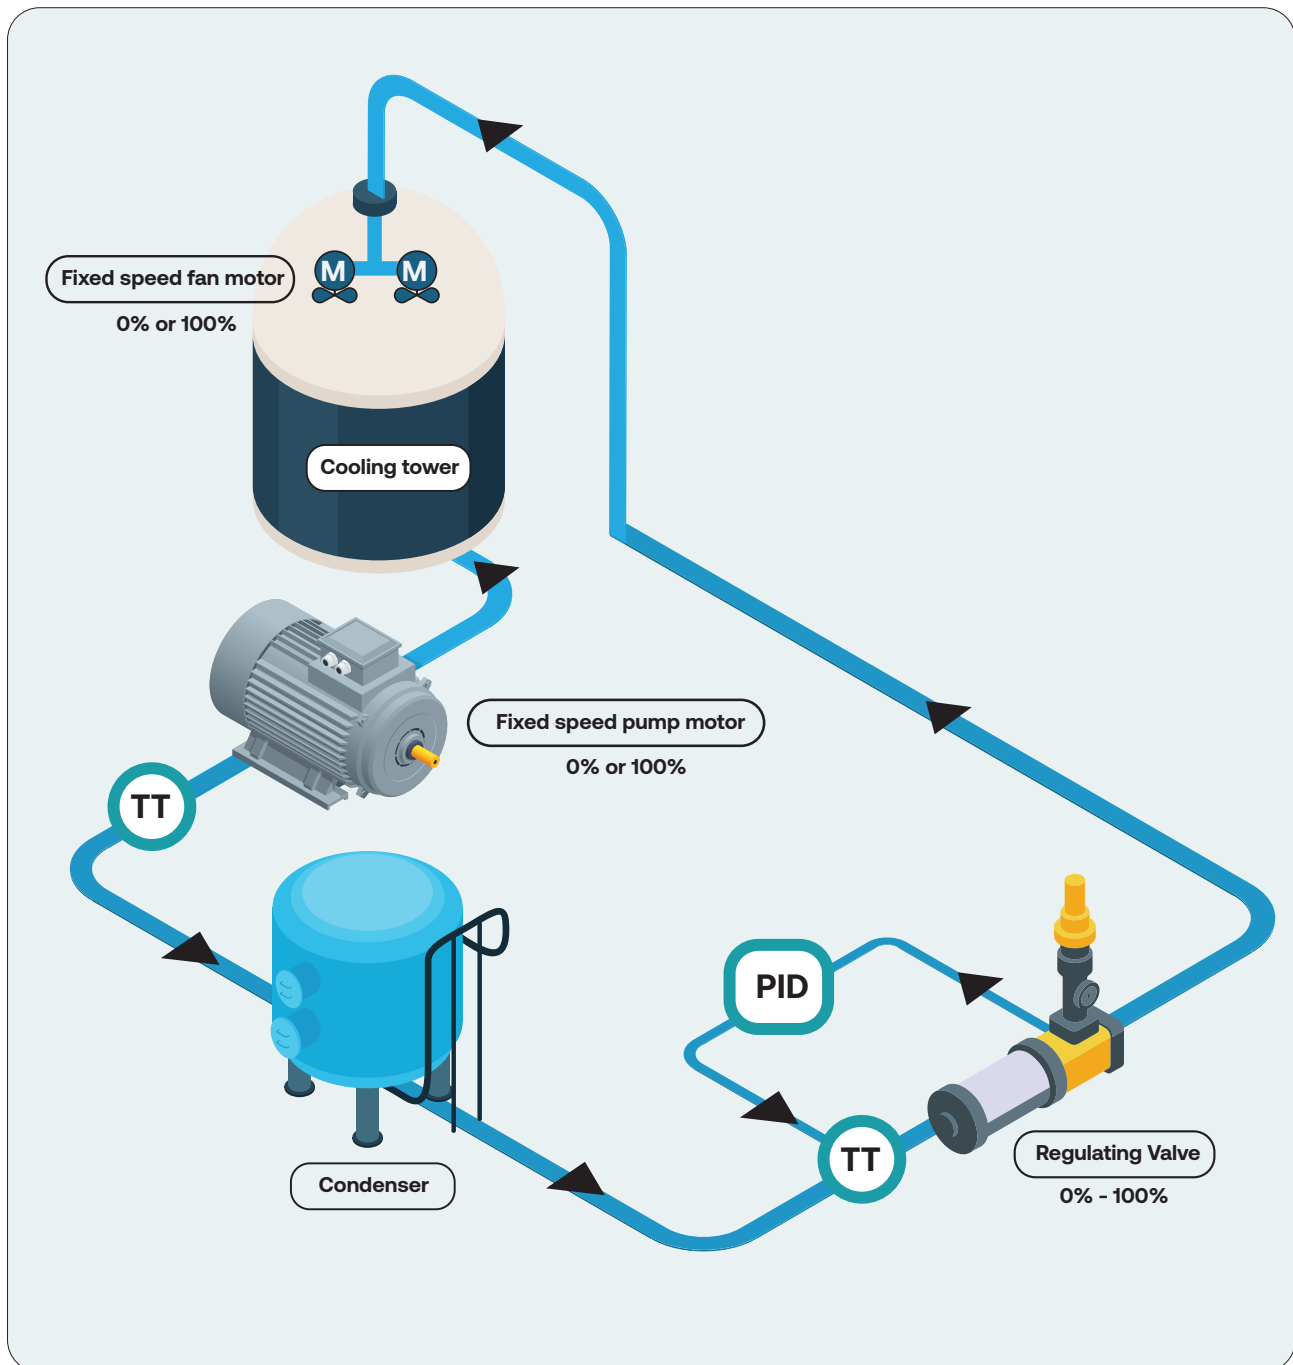 M M
Fixed speed fan motor
0% or 100%
Cooling tower
Fixed speed pump motor
0% or 100%
TT
PID
TT
Regulating Valve
0% - 100%
Condenser